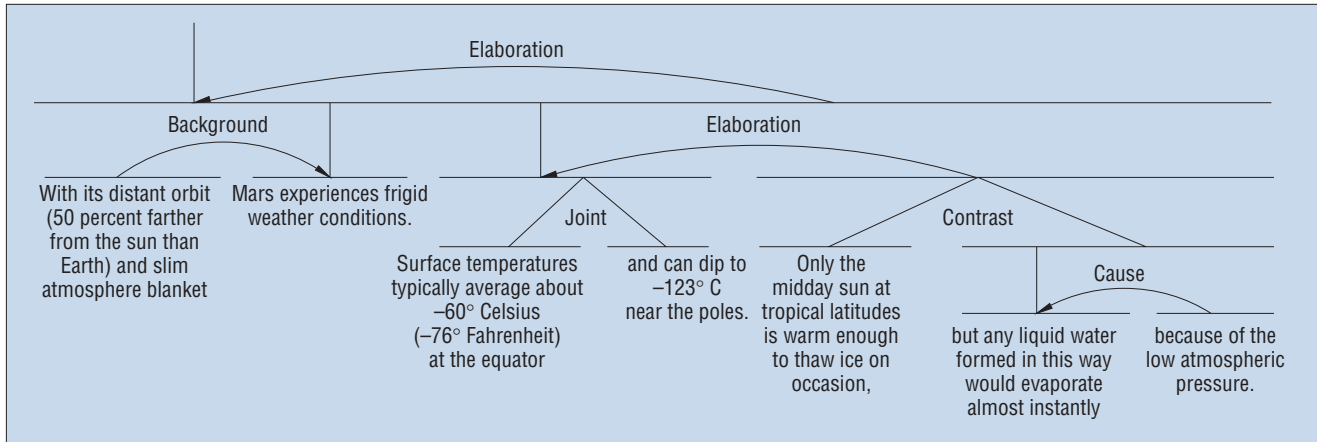 Elaboration
Background
Elaboration
With its distant orbit
(50 percent farther
from the sun than
Earth) and slim
atmosphere blanket
Mars experiences frigid
weather conditions.
Joint
Surface temperatures
typically average about
–60° Celsius
(–76° Fahrenheit)
at the equator
and can dip to
–123° C
near the poles.
Contrast
Only the
midday sun at
tropical latitudes
is warm enough
to thaw ice on
occasion,
Cause
but any liquid water
formed in this way
would evaporate
almost instantly
because of the
low atmospheric
pressure.